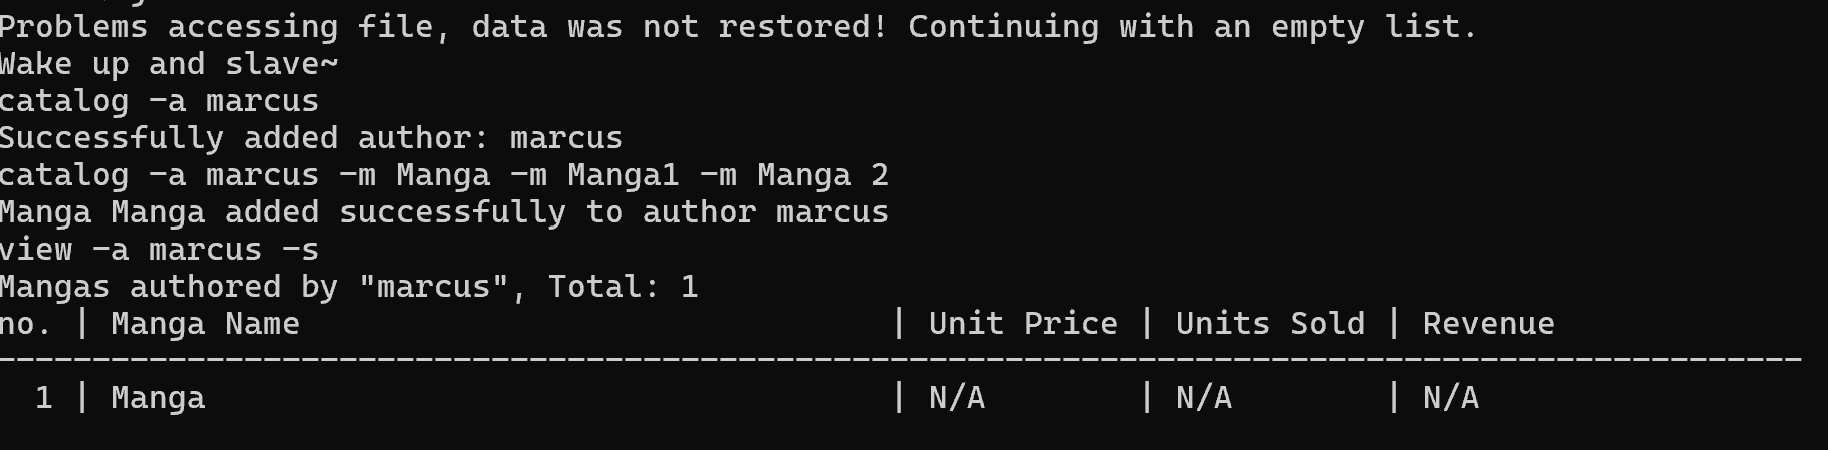 Problems accessing file, data was not restored! Continuing with an empty list.
Wake up and slave~
catalog -a marcus
Successfully added author: marcus
catalog -a marcus -m Manga -m Manga1 -m Manga 2
Manga Manga added successfully to author marcus
view -a marcus -s
Mangas authored by "marcus", Total: 1
no. | Manga Name | Unit Price | Units Sold | Revenue
-----------------------------------------------------------------------------------------------
1 | Manga | N/A | N/A | N/A